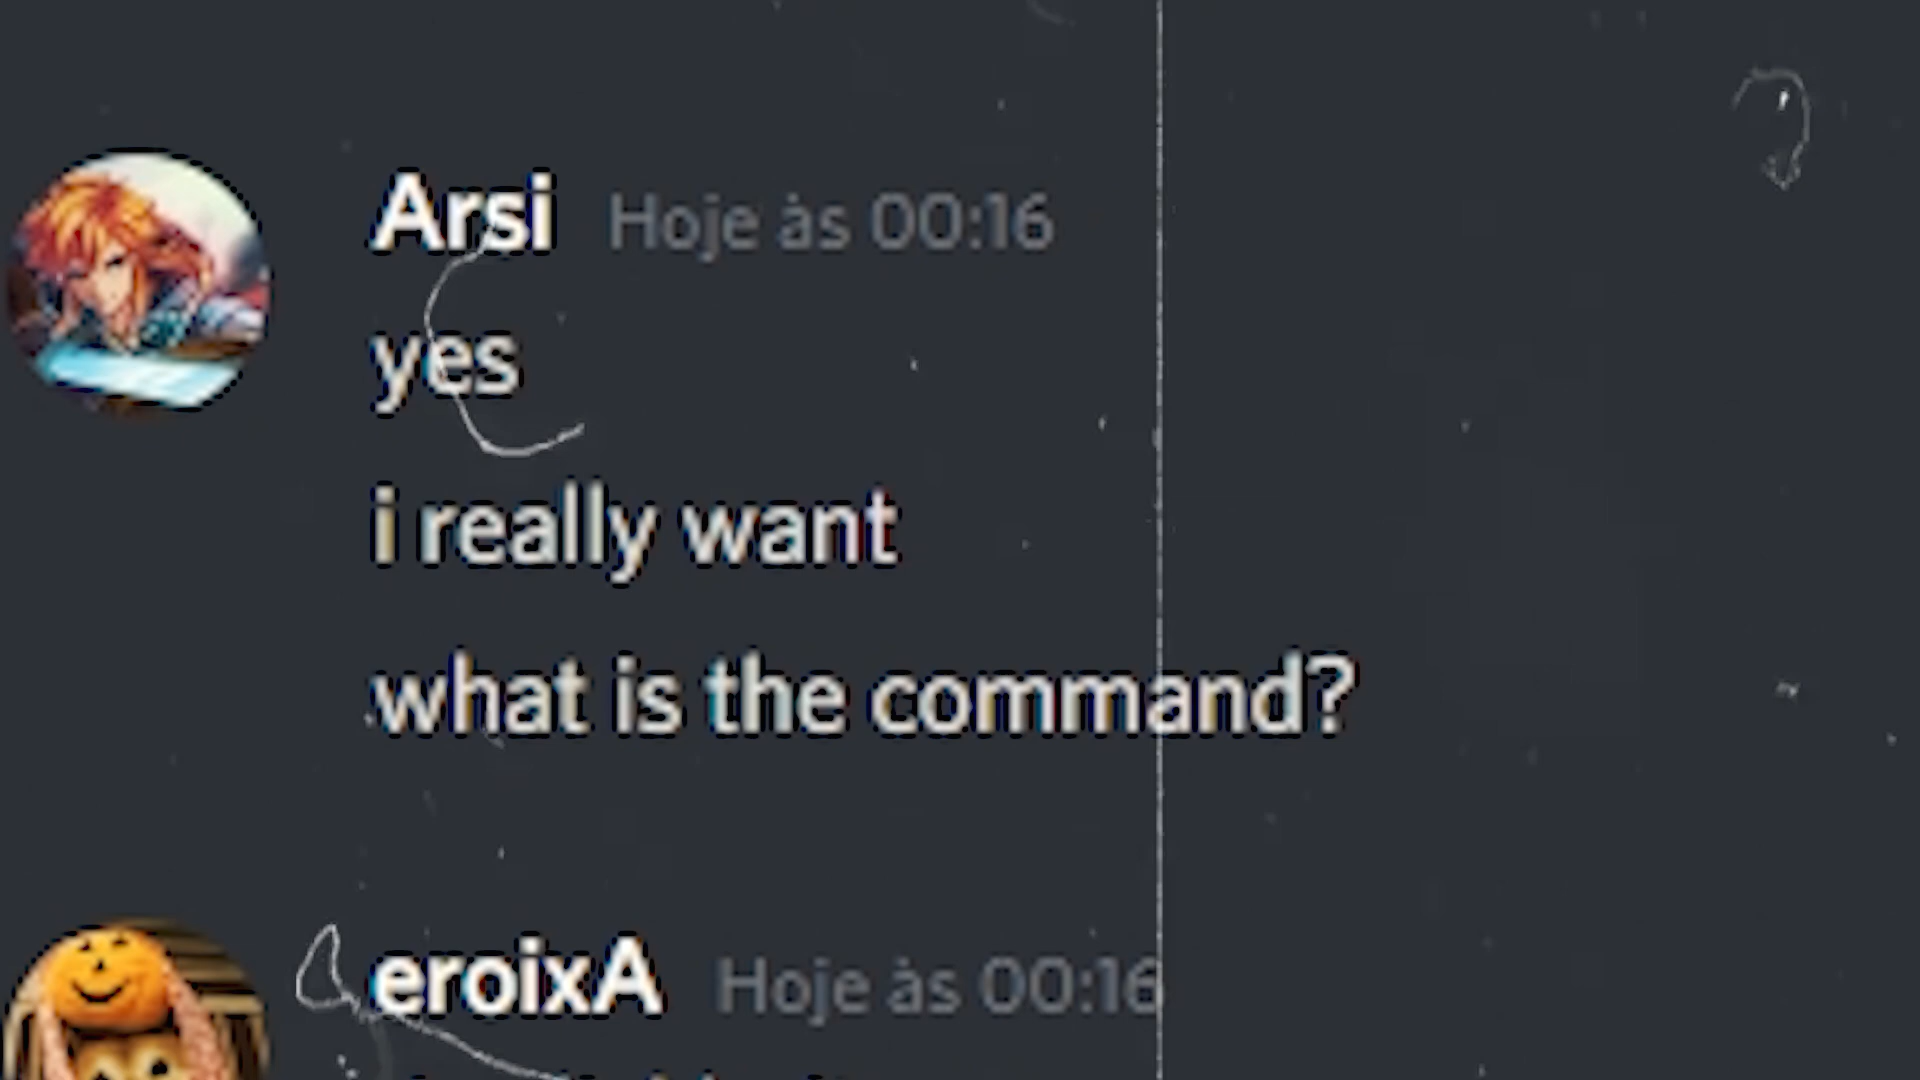 Arsi Hoje às 00:16
yes
i really want
what is the command?
eroixA Hoje às 00:16